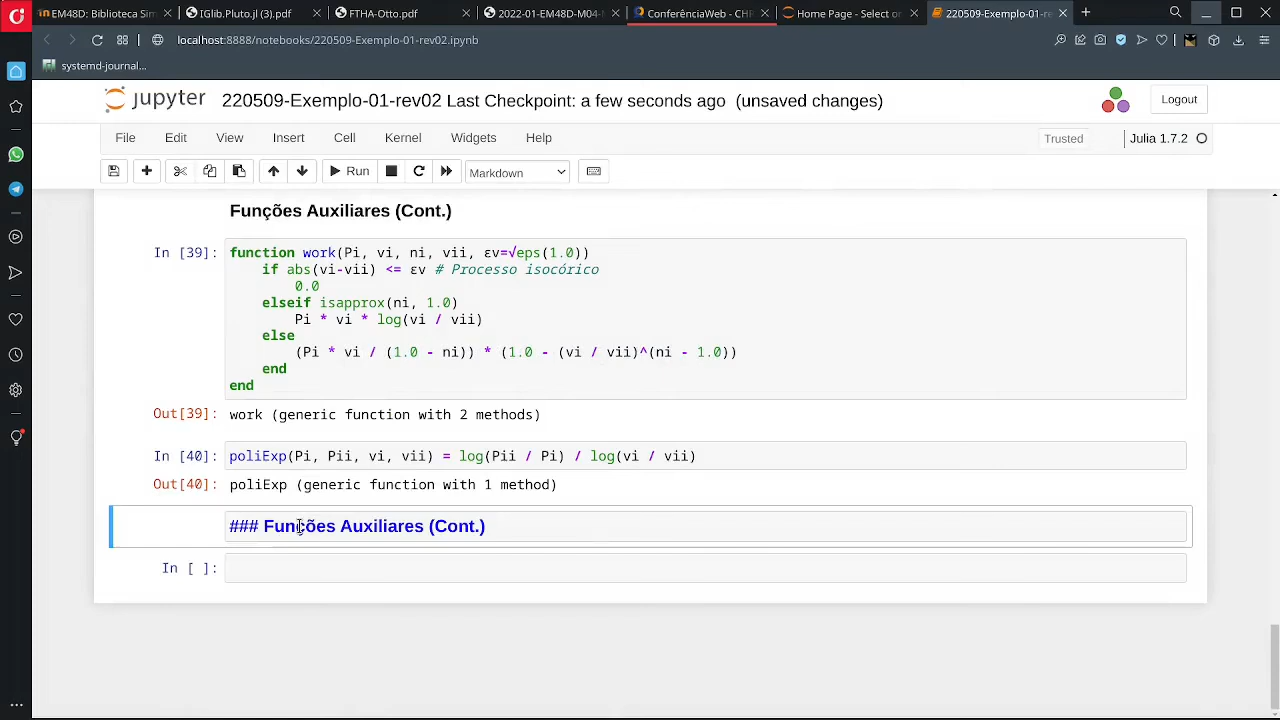 EM48D: Biblioteca Sim
IGlib.Pluto.jl (3).pdf
FTHA-Otto.pdf
2022-01-EM48D-M04-
ConferênciaWeb - CHR
Home Page - Select or
220509-Exemplo-01-re
localhost:8888/notebooks/220509-Exemplo-01-rev02.ipynb
systemd-journal...
jupyter 220509-Exemplo-01-rev02 Last Checkpoint: a few seconds ago (unsaved changes)
Logout
File Edit View Insert Cell Kernel Widgets Help
Trusted
Julia 1.7.2
Run
Markdown
Funções Auxiliares (Cont.)
In [39]: function work(Pi, vi, ni, vii, εv=√eps(1.0))
if abs(vi-vii) <= εv # Processo isocórico
0.0
elseif isapprox(ni, 1.0)
Pi * vi * log(vi / vii)
else
(Pi * vi / (1.0 - ni)) * (1.0 - (vi / vii)^(ni - 1.0))
end
end
Out[39]: work (generic function with 2 methods)
In [40]: poliExp(Pi, Pii, vi, vii) = log(Pii / Pi) / log(vi / vii)
Out[40]: poliExp (generic function with 1 method)
### Funções Auxiliares (Cont.)
In [ ]: